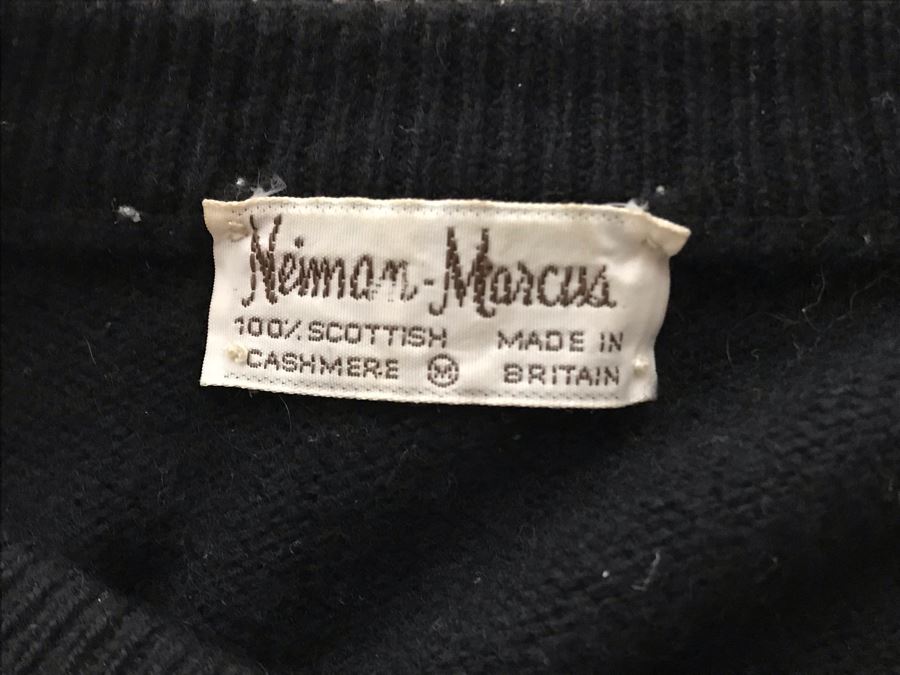 Neiman-Marcus
100% SCOTTISH MADE IN
CASHMERE M BRITAIN